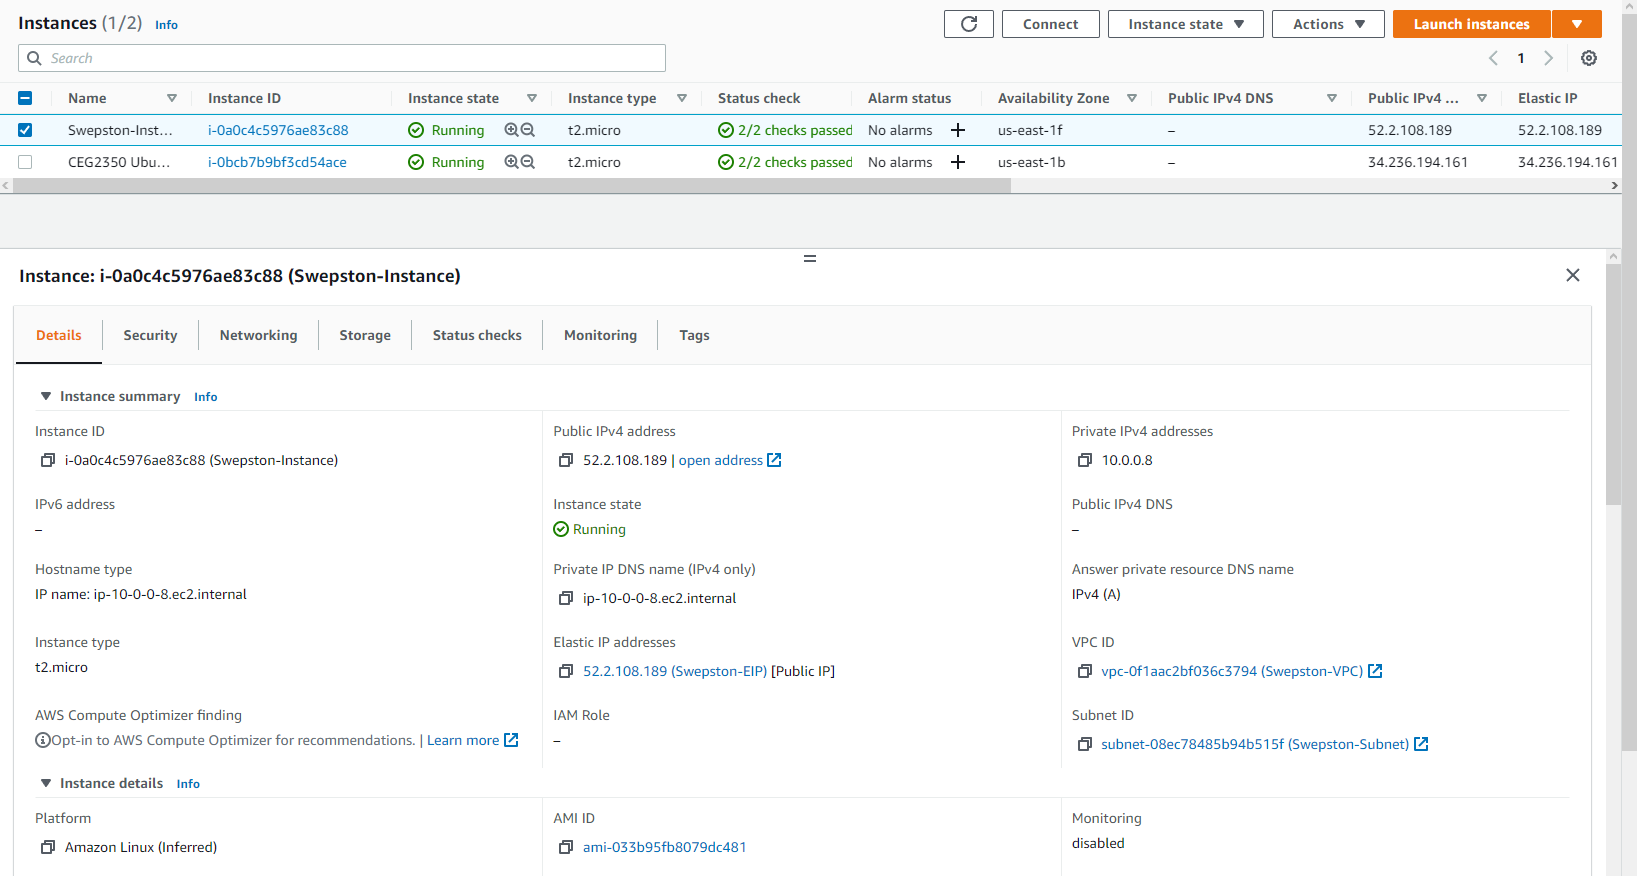 Instances (1/2) Info
Connect Instance state Actions Launch instances
Search
1
Name Instance ID Instance state Instance type Status check Alarm status Availability Zone Public IPv4 DNS Public IPv4 ... Elastic IP
Swepston-Inst... i-0a0c4c5976ae83c88 Running t2.micro 2/2 checks passed No alarms us-east-1f – 52.2.108.189 52.2.108.189
CEG2350 Ubu... i-0bcb7b9bf3cd54ace Running t2.micro 2/2 checks passed No alarms us-east-1b – 34.236.194.161 34.236.194.161
Instance: i-0a0c4c5976ae83c88 (Swepston-Instance)
Details Security Networking Storage Status checks Monitoring Tags
Instance summary Info
Instance ID Public IPv4 address Private IPv4 addresses
i-0a0c4c5976ae83c88 (Swepston-Instance) 52.2.108.189 | open address 10.0.0.8
IPv6 address Instance state Public IPv4 DNS
– Running –
Hostname type Private IP DNS name (IPv4 only) Answer private resource DNS name
IP name: ip-10-0-0-8.ec2.internal ip-10-0-0-8.ec2.internal IPv4 (A)
Instance type Elastic IP addresses VPC ID
t2.micro 52.2.108.189 (Swepston-EIP) [Public IP] vpc-0f1aac2bf036c3794 (Swepston-VPC)
AWS Compute Optimizer finding IAM Role Subnet ID
Opt-in to AWS Compute Optimizer for recommendations. | Learn more – subnet-08ec78485b94b515f (Swepston-Subnet)
Instance details Info
Platform AMI ID Monitoring
Amazon Linux (Inferred) ami-033b95fb8079dc481 disabled